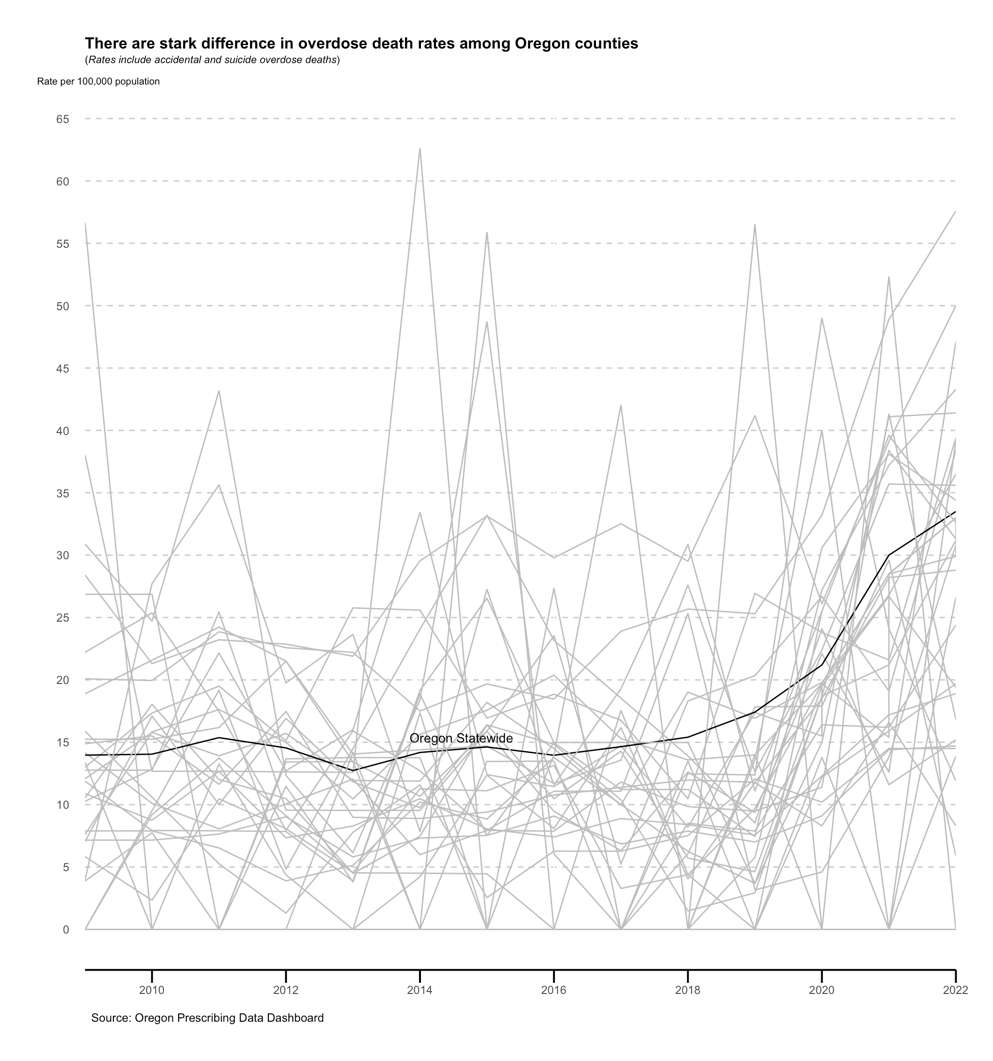 There are stark difference in overdose death rates among Oregon counties
(Rates include accidental and suicide overdose deaths)
Rate per 100,000 population
65
60
55
50
45
40
35
30
25
20
15
Oregon Statewide
10
5
0
2010 2012 2014 2016 2018 2020 2022
Source: Oregon Prescribing Data Dashboard